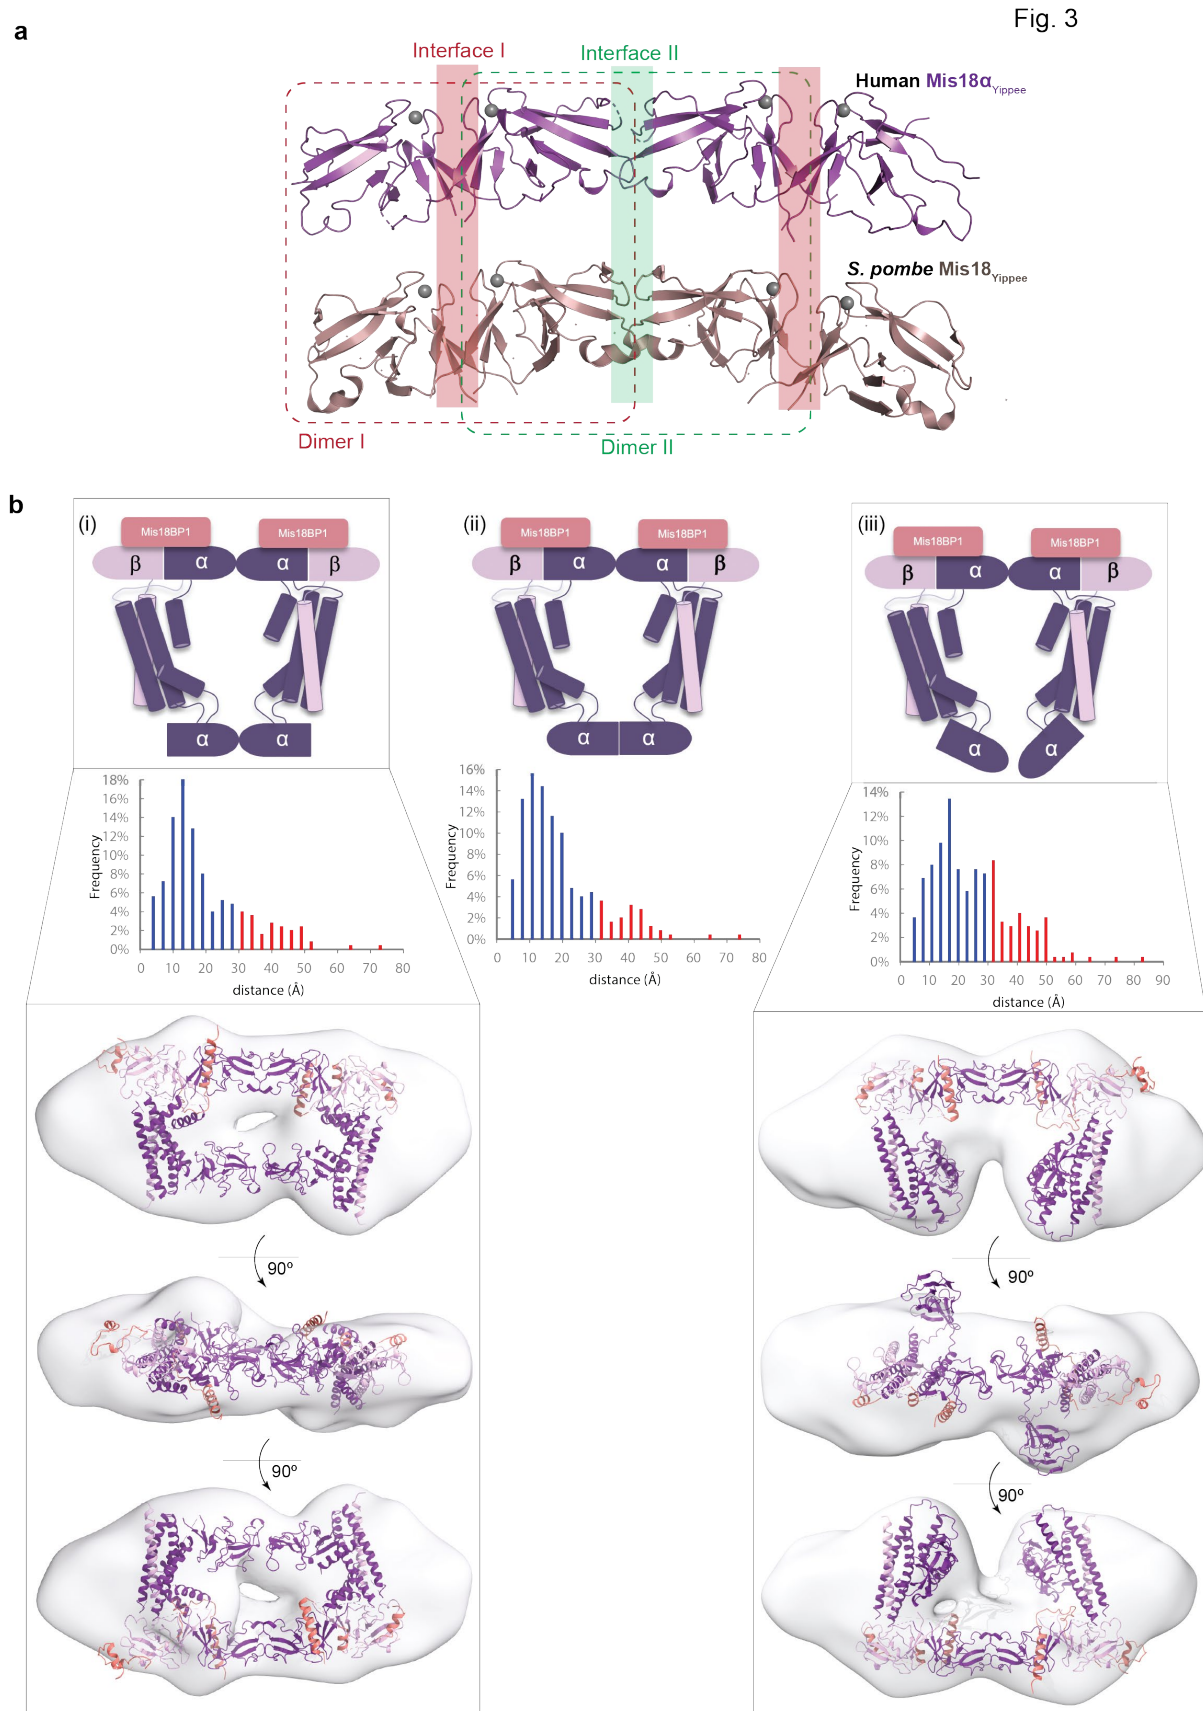 Fig. 3
a
Interface I
Interface II
Human Mis18αYippee
S. pombe Mis18Yippee
Dimer I
Dimer II
b
(i)
Mis18BP1
Mis18BP1
β
α
α
β
α
α
(ii)
Mis18BP1
Mis18BP1
β
α
α
β
α
α
(iii)
Mis18BP1
Mis18BP1
β
α
α
β
α
α
Frequency
18%
16%
14%
12%
10%
8%
6%
4%
2%
0%
0 10 20 30 40 50 60 70 80
distance (Å)
Frequency
16%
14%
12%
10%
8%
6%
4%
2%
0%
0 10 20 30 40 50 60 70 80
distance (Å)
Frequency
14%
12%
10%
8%
6%
4%
2%
0%
0 10 20 30 40 50 60 70 80 90
distance (Å)
90º
90º
90º
90º